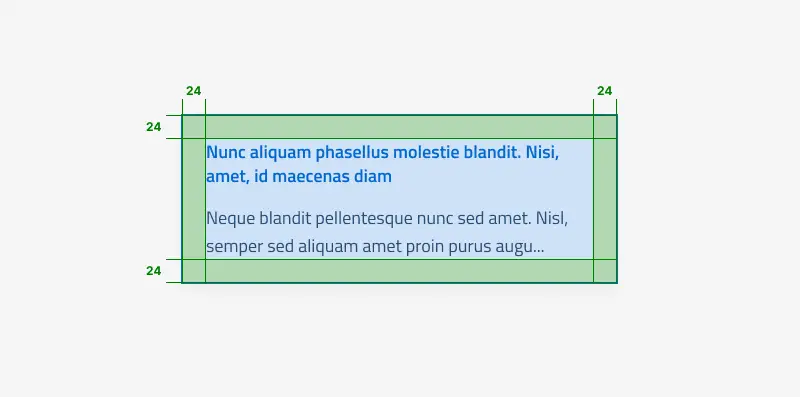 24 24
24
Nunc aliquam phasellus molestie blandit. Nisi,
amet, id maecenas diam
Neque blandit pellentesque nunc sed amet. Nisl,
semper sed aliquam amet proin purus augu...
24